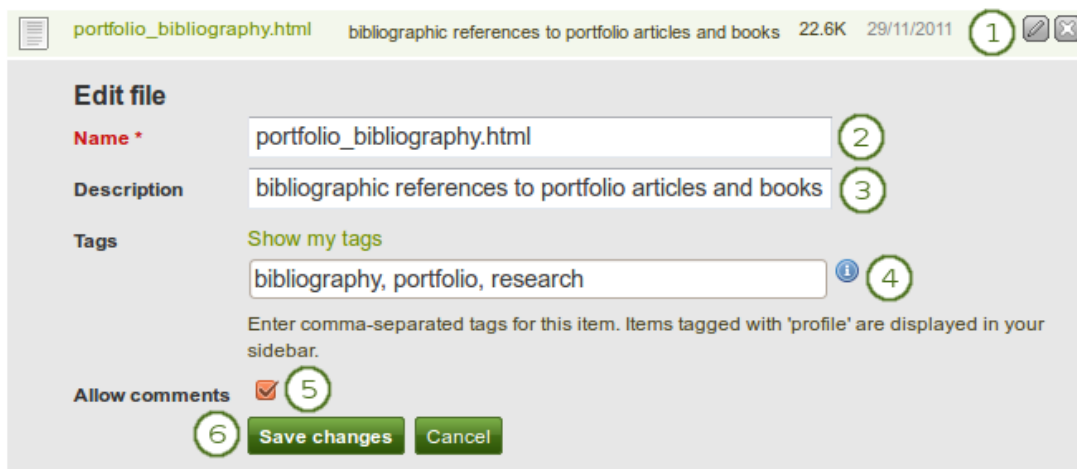 portfolio_bibliography.html bibliographic references to portfolio articles and books 22.6K 29/11/2011 1
Edit file
Name * portfolio_bibliography.html 2
Description bibliographic references to portfolio articles and books 3
Tags Show my tags
bibliography, portfolio, research i 4
Enter comma-separated tags for this item. Items tagged with 'profile' are displayed in your
sidebar.
Allow comments 5
6 Save changes Cancel